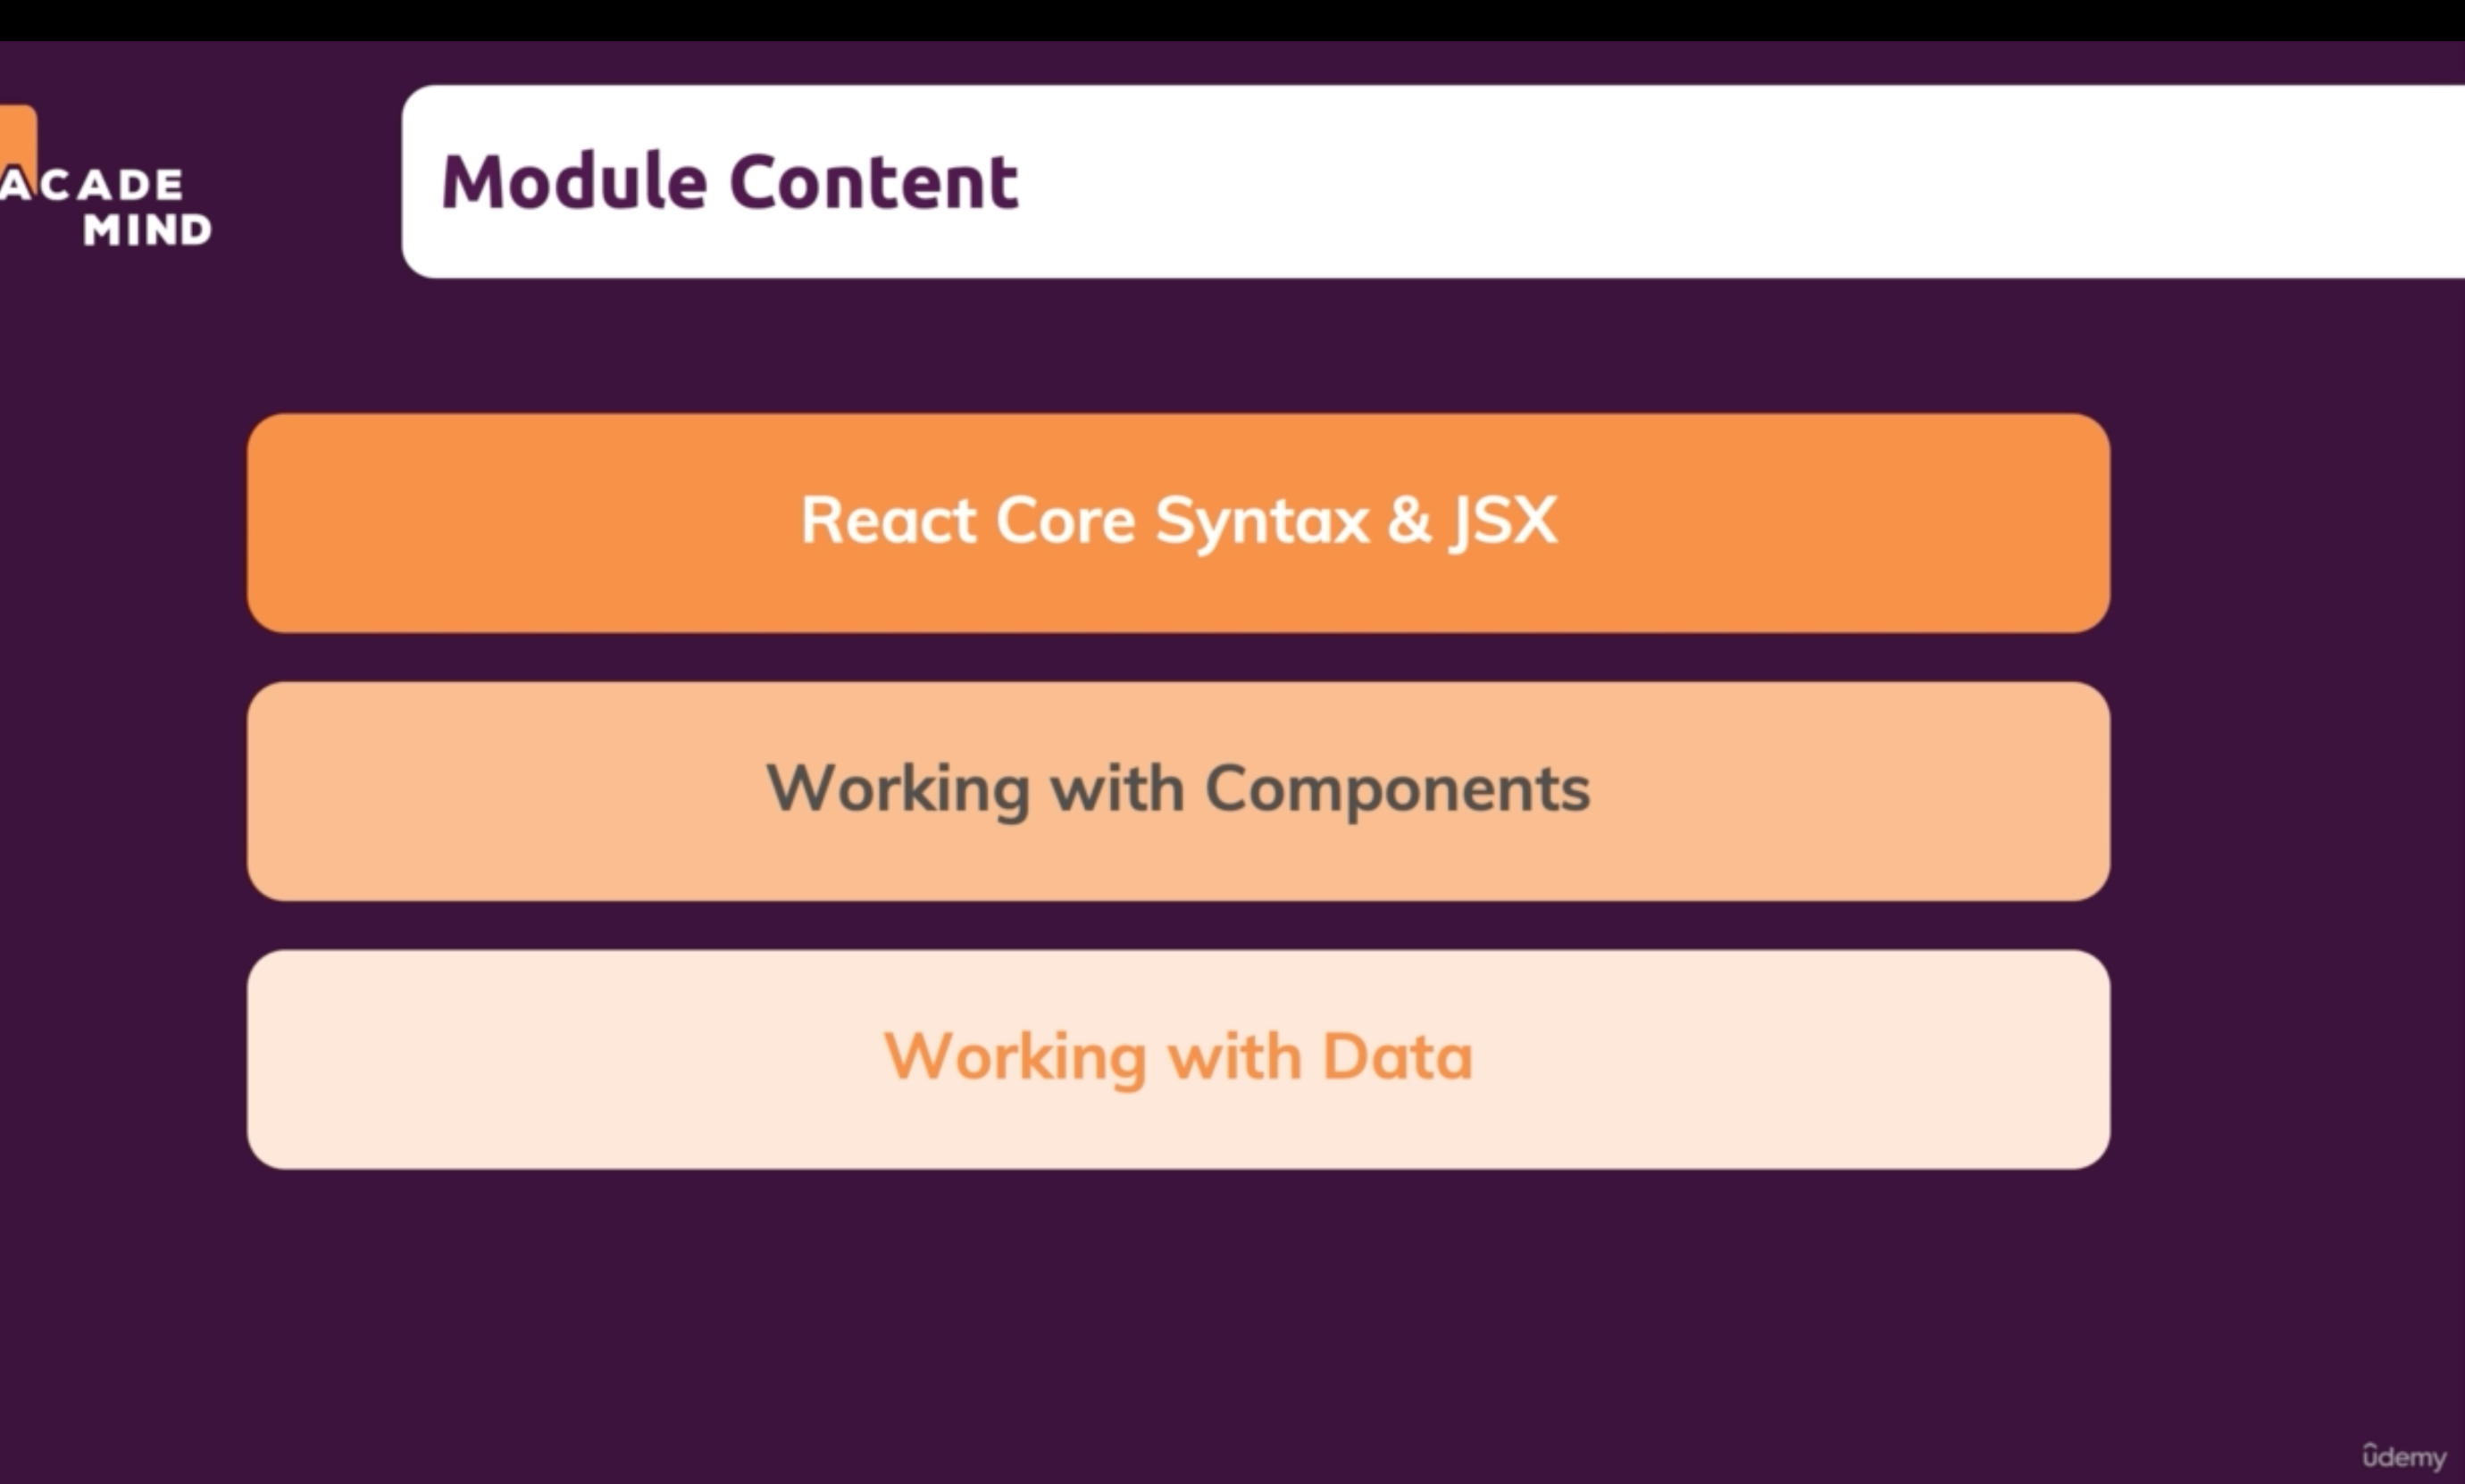 ACADE
MIND
Module Content
React Core Syntax & JSX
Working with Components
Working with Data
ûdemy